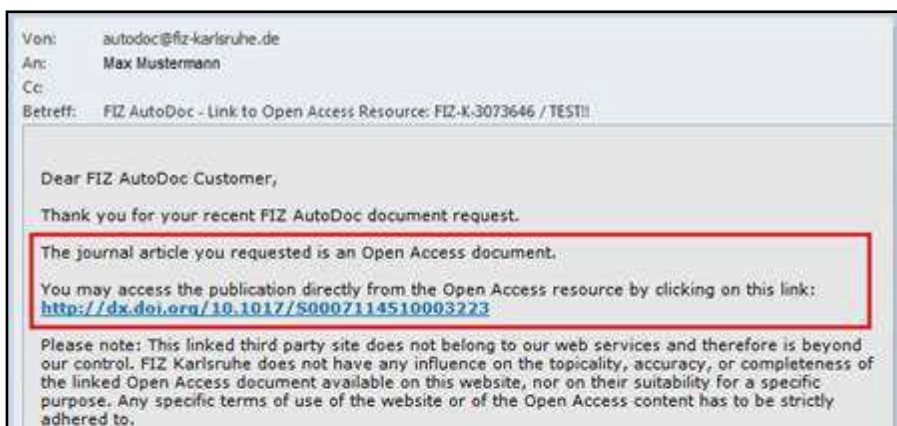 Von: autodoc@fiz-karlsruhe.de
An: Max Mustermann
Cc:
Betreff: FIZ AutoDoc - Link to Open Access Resource: FIZ-K-3073646 / TEST!!
Dear FIZ AutoDoc Customer,
Thank you for your recent FIZ AutoDoc document request.
The journal article you requested is an Open Access document.
You may access the publication directly from the Open Access resource by clicking on this link:
http://dx.doi.org/10.1017/S0007114510003223
Please note: This linked third party site does not belong to our web services and therefore is beyond
our control. FIZ Karlsruhe does not have any influence on the topicality, accuracy, or completeness of
the linked Open Access document available on this website, nor on their suitability for a specific
purpose. Any specific terms of use of the website or of the Open Access content has to be strictly
adhered to.